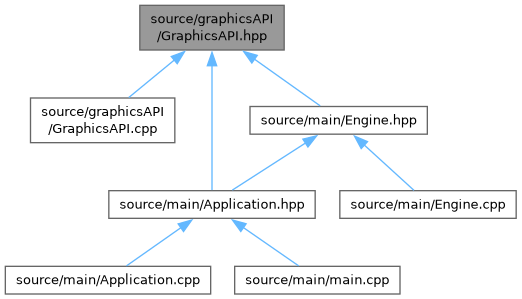 source/graphicsAPI
/GraphicsAPI.hpp
source/graphicsAPI
/GraphicsAPI.cpp
source/main/Engine.hpp
source/main/Application.hpp
source/main/Engine.cpp
source/main/Application.cpp
source/main/main.cpp